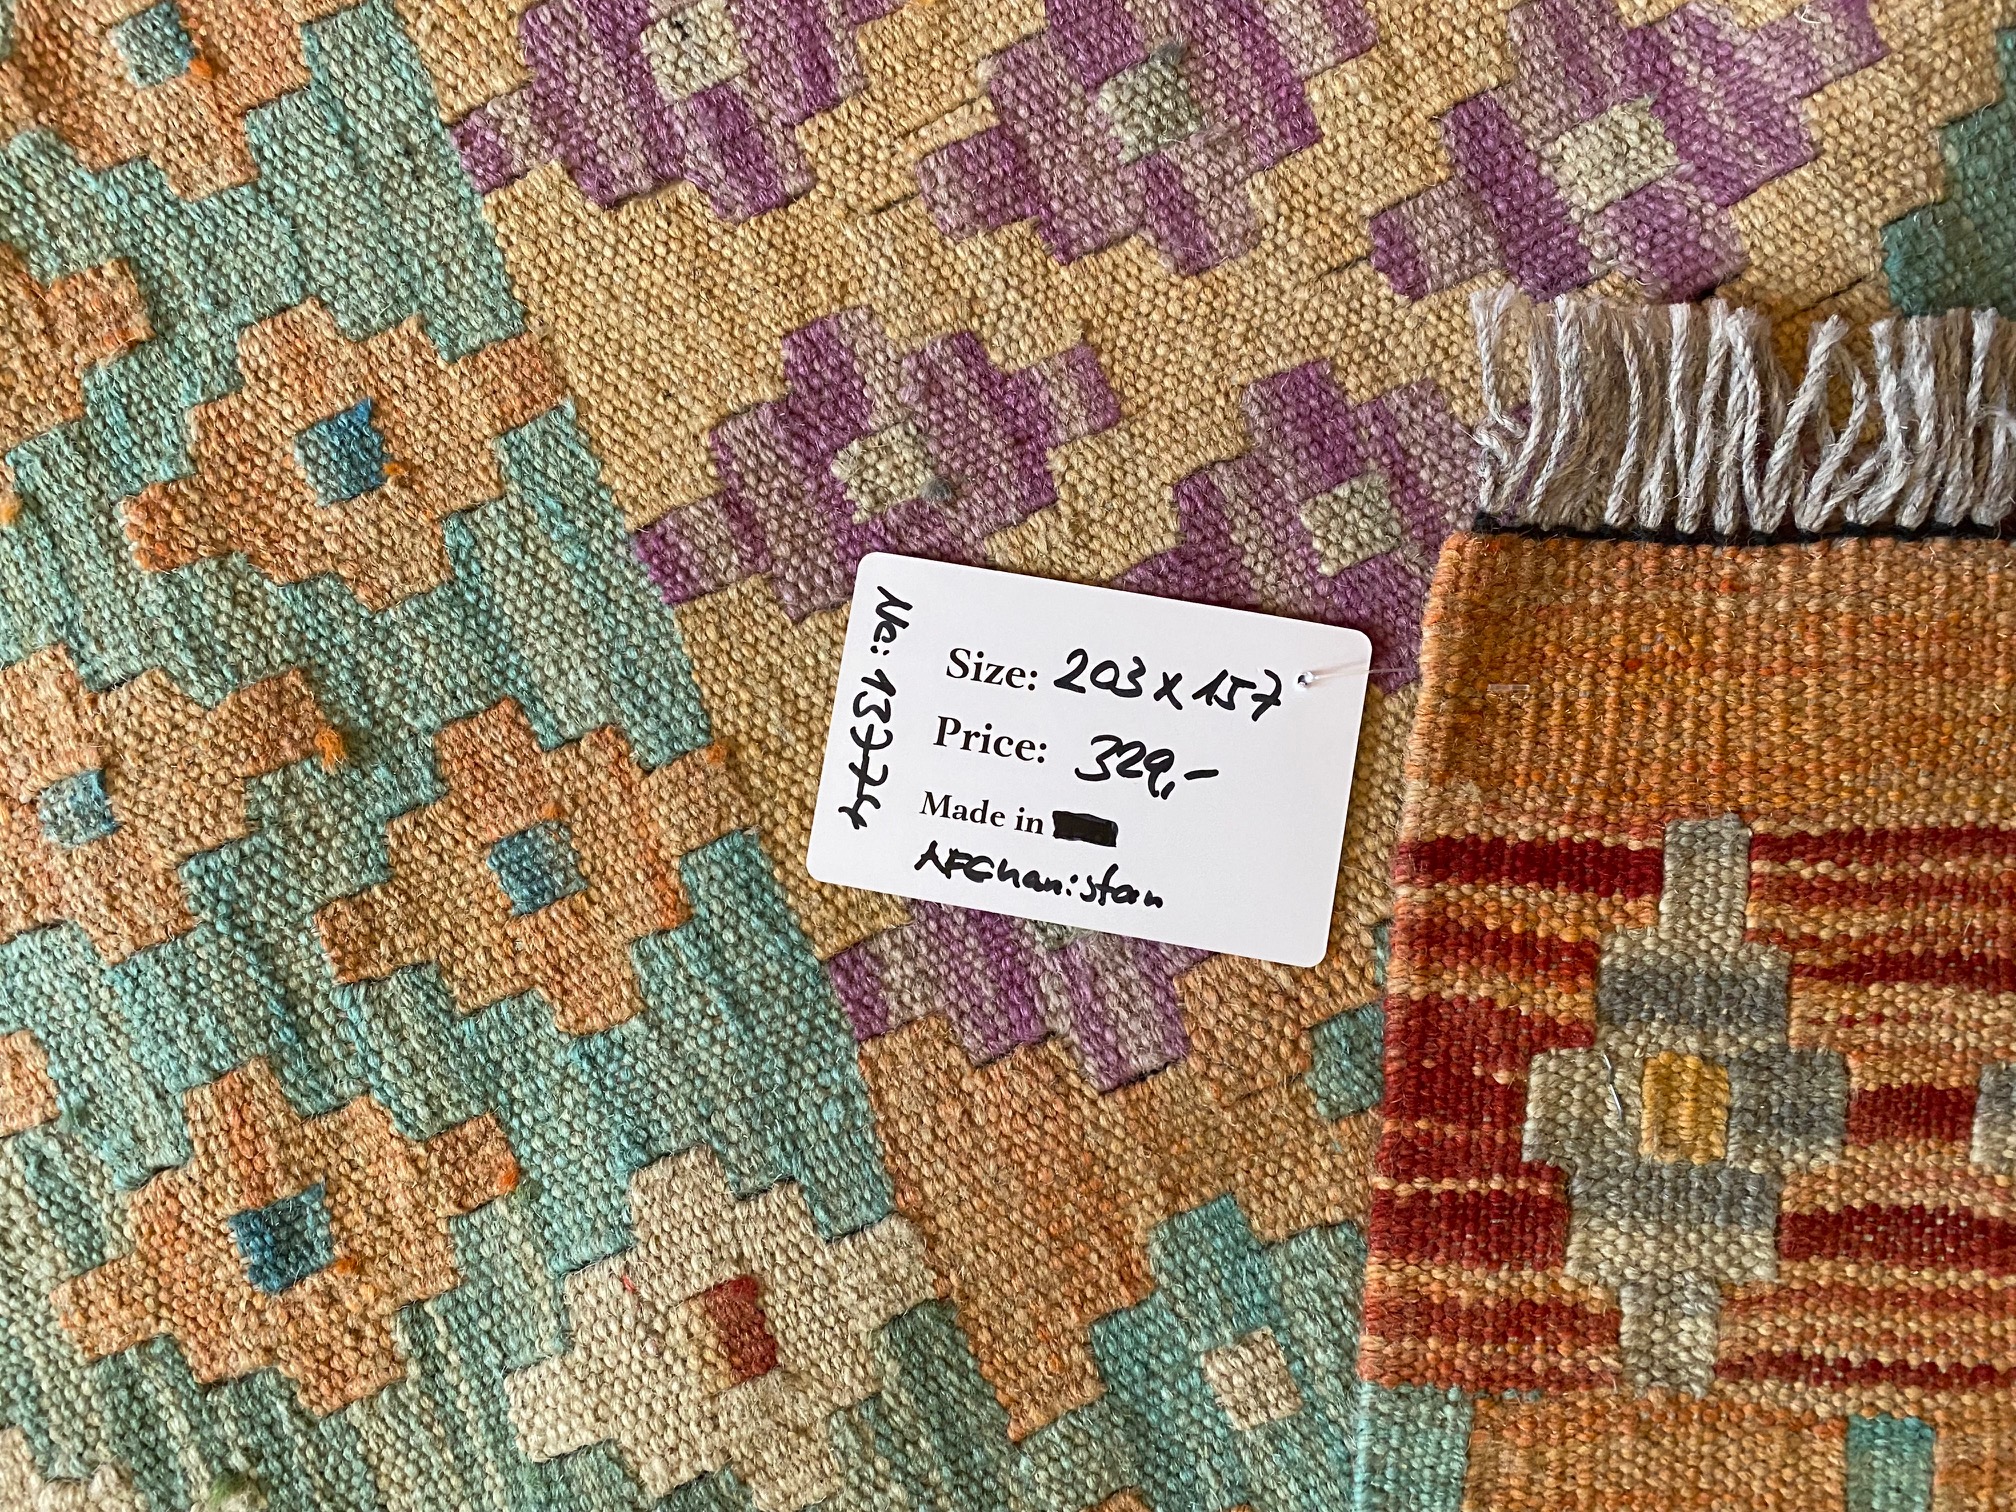 Size: 203 x 157
Price: 329,-
Made in
AFGhanistan
Nr: 13774